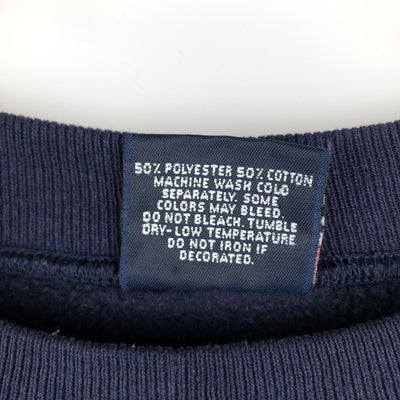 50% POLYESTER 50% COTTON
MACHINE WASH COLD
SEPARATELY. SOME
COLORS MAY BLEED.
DO NOT BLEACH. TUMBLE
DRY-LOW TEMPERATURE
DO NOT IRON IF
DECORATED.